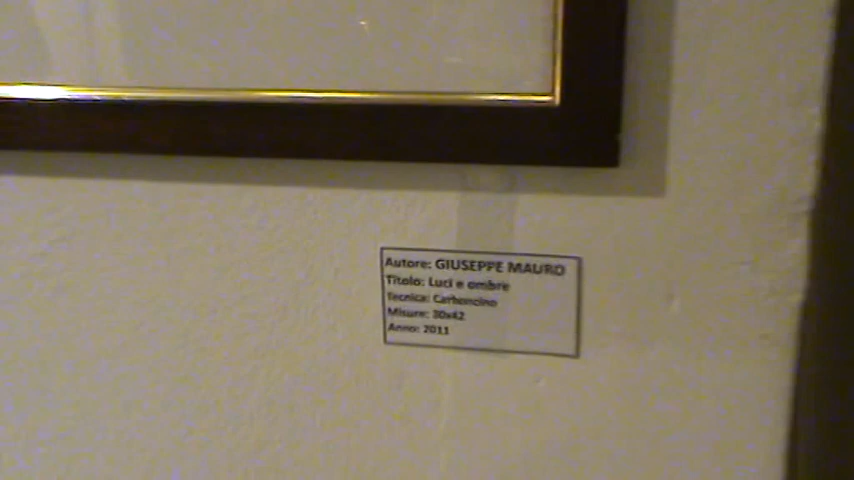 Autore: GIUSEPPE MAURO
Titolo: Luci e ombre
Tecnica: Carboncino
Misure: 30x42
Anno: 2011